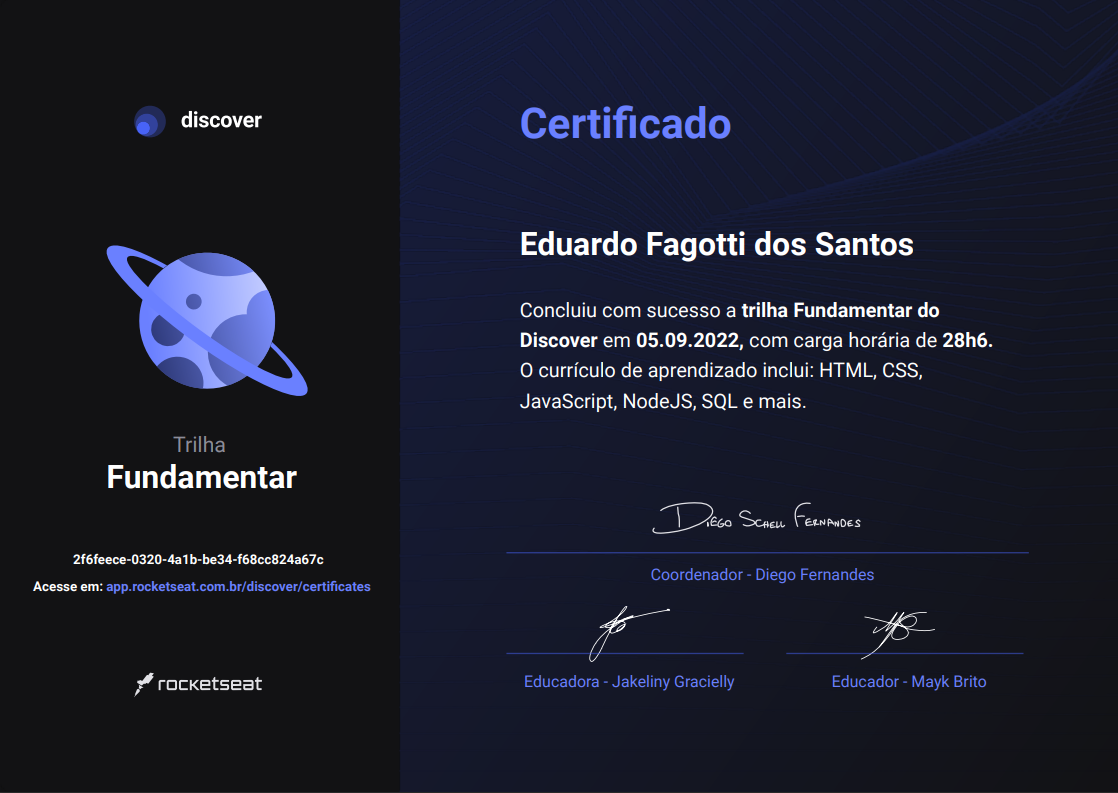 discover
Trilha
Fundamentar
2f6feece-0320-4a1b-be34-f68cc824a67c
Acesse em: app.rocketseat.com.br/discover/certificates
rocketseat
Certificado
Eduardo Fagotti dos Santos
Concluiu com sucesso a trilha Fundamentar do
Discover em 05.09.2022, com carga horária de 28h6.
O currículo de aprendizado inclui: HTML, CSS,
JavaScript, NodeJS, SQL e mais.
Diego Schell Fernandes
Coordenador - Diego Fernandes
Educadora - Jakeliny Gracielly
Educador - Mayk Brito